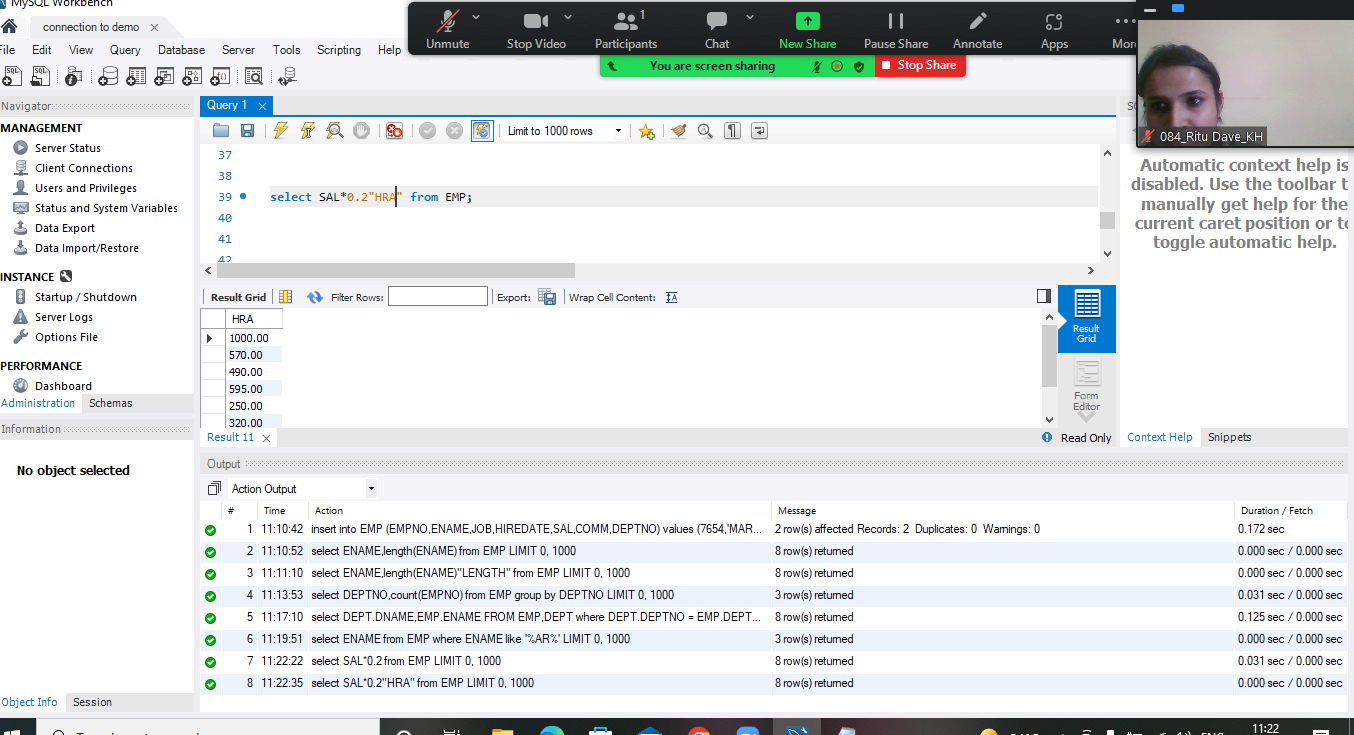 MySQL Workbench
connection to demo
File Edit View Query Database Server Tools Scripting Help
Unmute Stop Video Participants 1 Chat New Share Pause Share Annotate Apps More
You are screen sharing Stop Share
084_Ritu Dave_KH
Navigator
MANAGEMENT
Server Status
Client Connections
Users and Privileges
Status and System Variables
Data Export
Data Import/Restore
INSTANCE
Startup / Shutdown
Server Logs
Options File
PERFORMANCE
Dashboard
Administration Schemas
Information
No object selected
Object Info Session
Query 1
Limit to 1000 rows
37
38
39 select SAL*0.2"HRA" from EMP;
40
41
42
Result Grid Filter Rows: Export: Wrap Cell Content:
HRA
1000.00
570.00
490.00
595.00
250.00
320.00
Result Grid
Form Editor
Result 11 Read Only
Automatic context help is
disabled. Use the toolbar t
manually get help for the
current caret position or to
toggle automatic help.
Context Help Snippets
Output
Action Output
# Time Action Message Duration / Fetch
1 11:10:42 insert into EMP (EMPNO,ENAME,JOB,HIREDATE,SAL,COMM,DEPTNO) values (7654,'MAR... 2 row(s) affected Records: 2 Duplicates: 0 Warnings: 0 0.172 sec
2 11:10:52 select ENAME,length(ENAME) from EMP LIMIT 0, 1000 8 row(s) returned 0.000 sec / 0.000 sec
3 11:11:10 select ENAME,length(ENAME)"LENGTH" from EMP LIMIT 0, 1000 8 row(s) returned 0.000 sec / 0.000 sec
4 11:13:53 select DEPTNO,count(EMPNO) from EMP group by DEPTNO LIMIT 0, 1000 3 row(s) returned 0.031 sec / 0.000 sec
5 11:17:10 select DEPT.DNAME,EMP.ENAME FROM EMP,DEPT where DEPT.DEPTNO = EMP.DEPT... 8 row(s) returned 0.125 sec / 0.000 sec
6 11:19:51 select ENAME from EMP where ENAME like '%AR%' LIMIT 0, 1000 3 row(s) returned 0.000 sec / 0.000 sec
7 11:22:22 select SAL*0.2 from EMP LIMIT 0, 1000 8 row(s) returned 0.031 sec / 0.000 sec
8 11:22:35 select SAL*0.2"HRA" from EMP LIMIT 0, 1000 8 row(s) returned 0.000 sec / 0.000 sec
11:22